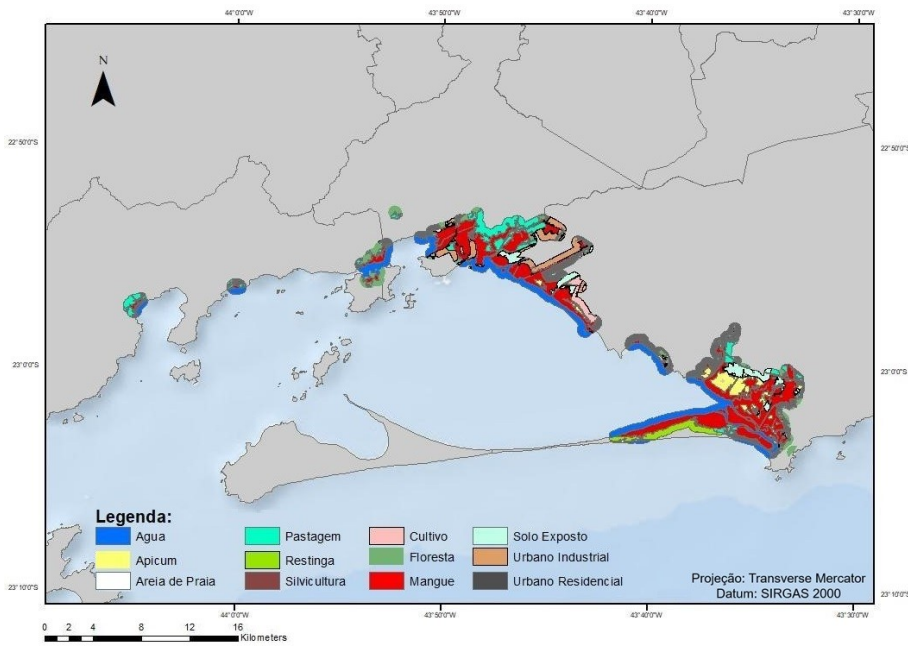 44°0'0"W 43°50'0"W 43°40'0"W 43°30'0"W
N
22°50'0"S 22°50'0"S
23°0'0"S 23°0'0"S
Legenda:
Agua Pastagem Cultivo Solo Exposto
Apicum Restinga Floresta Urbano Industrial
Areia de Praia Silvicultura Mangue Urbano Residencial
Projeção: Transverse Mercator
Datum: SIRGAS 2000
23°10'0"S 23°10'0"S
44°0'0"W 43°50'0"W 43°40'0"W 43°30'0"W
0 2 4 8 12 16
Kilometers